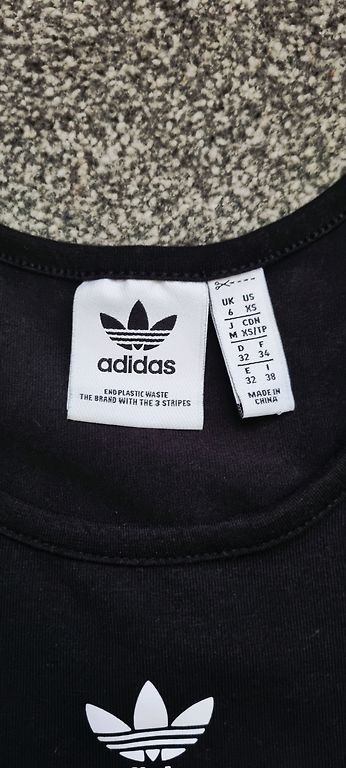 adidas
END PLASTIC WASTE
THE BRAND WITH THE 3 STRIPES
UK US
6 XS
J CDN
M XS/TP
D F
32 34
E I
32 38
MADE IN
CHINA